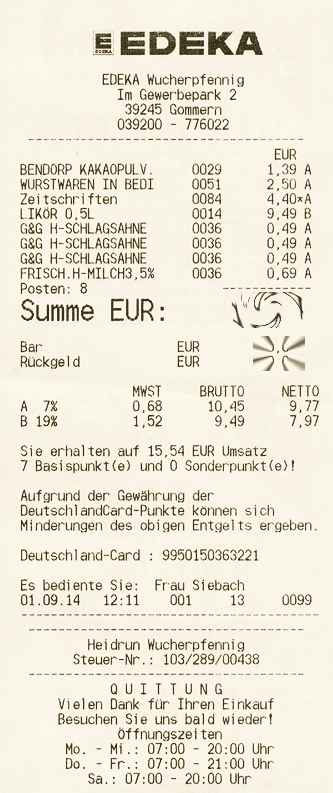 E EDEKA
EDEKA Wucherpfennig
Im Gewerbepark 2
39245 Gommern
039200 - 776022
EUR
BENDORP KAKAOPULV. 0029 1,39 A
WURSTWAREN IN BEDI 0051 2,50 A
Zeitschriften 0084 4,40*A
LIKÖR 0,5L 0014 9,49 B
G&G H-SCHLAGSAHNE 0036 0,49 A
G&G H-SCHLAGSAHNE 0036 0,49 A
G&G H-SCHLAGSAHNE 0036 0,49 A
FRISCH.H-MILCH3,5% 0036 0,69 A
Posten: 8
Summe EUR:
Bar EUR
Rückgeld EUR
MWST BRUTTO NETTO
A 7% 0,68 10,45 9,77
B 19% 1,52 9,49 7,97
Sie erhalten auf 15,54 EUR Umsatz
7 Basispunkt(e) und 0 Sonderpunkt(e)!
Aufgrund der Gewährung der
DeutschlandCard-Punkte können sich
Minderungen des obigen Entgelts ergeben.
Deutschland-Card : 9950150363221
Es bediente Sie: Frau Siebach
01.09.14 12:11 001 13 0099
Heidrun Wucherpfennig
Steuer-Nr.: 103/289/00438
Q U I T T U N G
Vielen Dank für Ihren Einkauf
Besuchen Sie uns bald wieder!
Öffnungszeiten
Mo. - Mi.: 07:00 - 20:00 Uhr
Do. - Fr.: 07:00 - 21:00 Uhr
Sa.: 07:00 - 20:00 Uhr